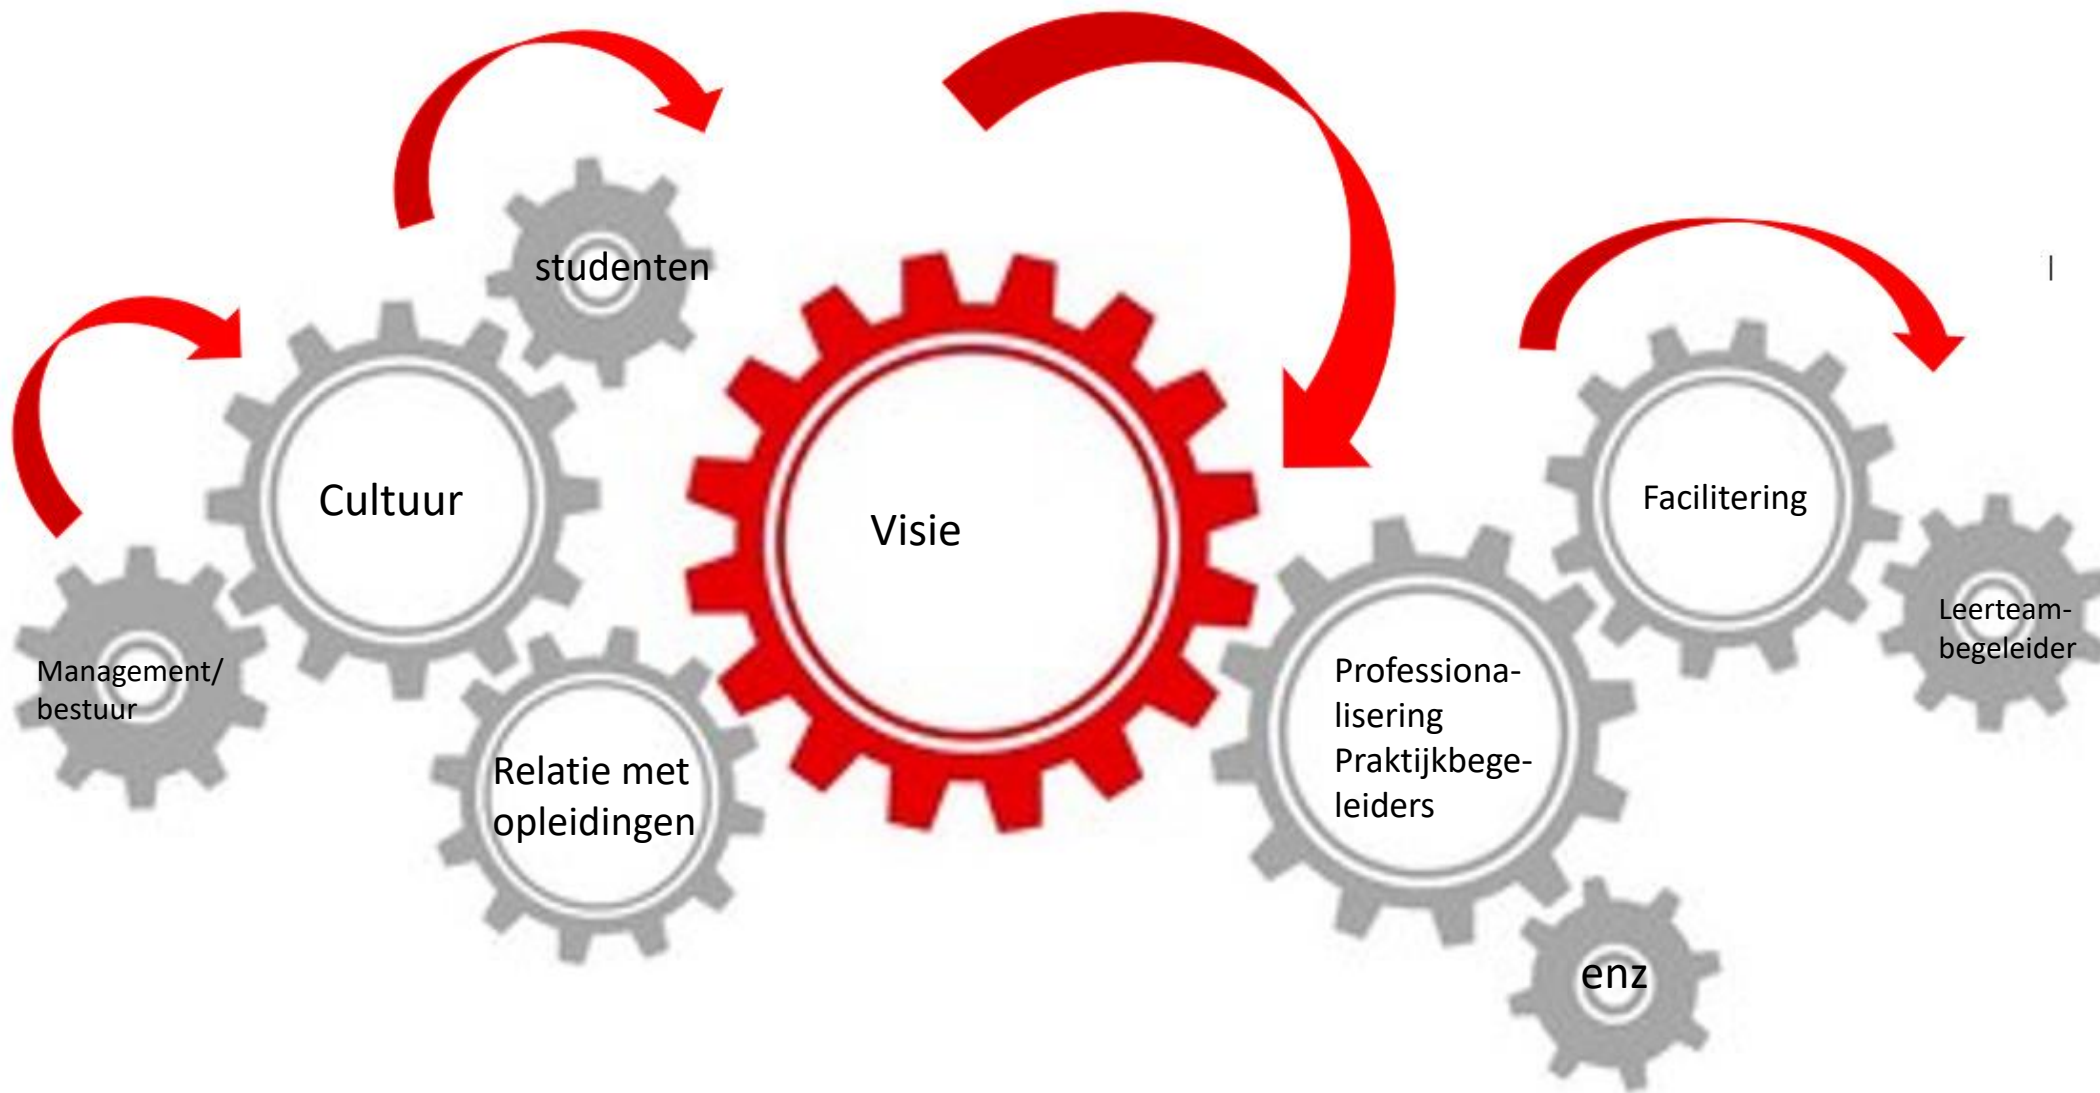 studenten
Cultuur
Visie
Facilitering
Management/
bestuur
Relatie met
opleidingen
Professiona-
lisering
Praktijkbege-
leiders
Leerteam-
begeleider
enz